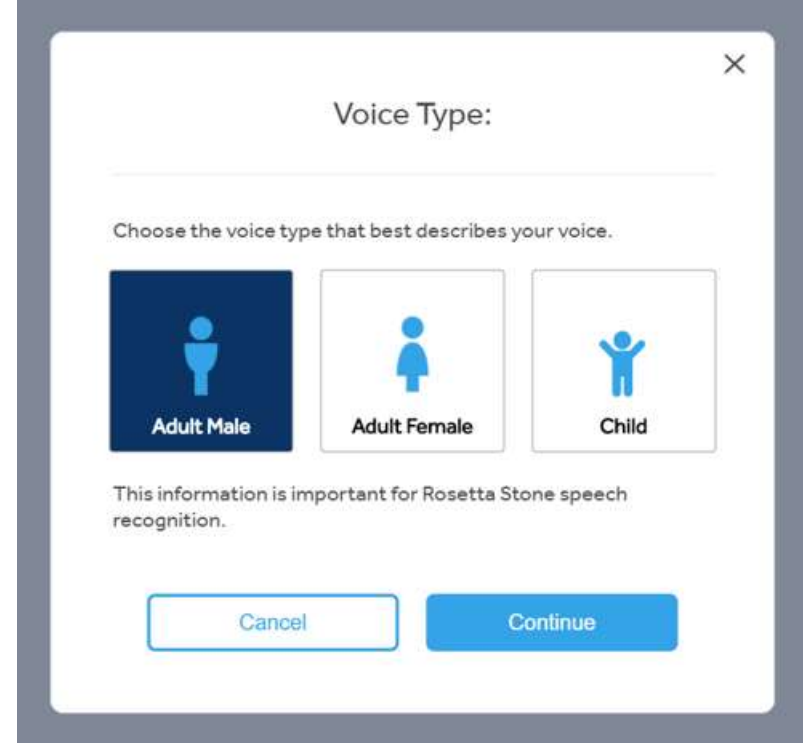 Voice Type:
Choose the voice type that best describes your voice.
Adult Male
Adult Female
Child
This information is important for Rosetta Stone speech
recognition.
Cancel
Continue